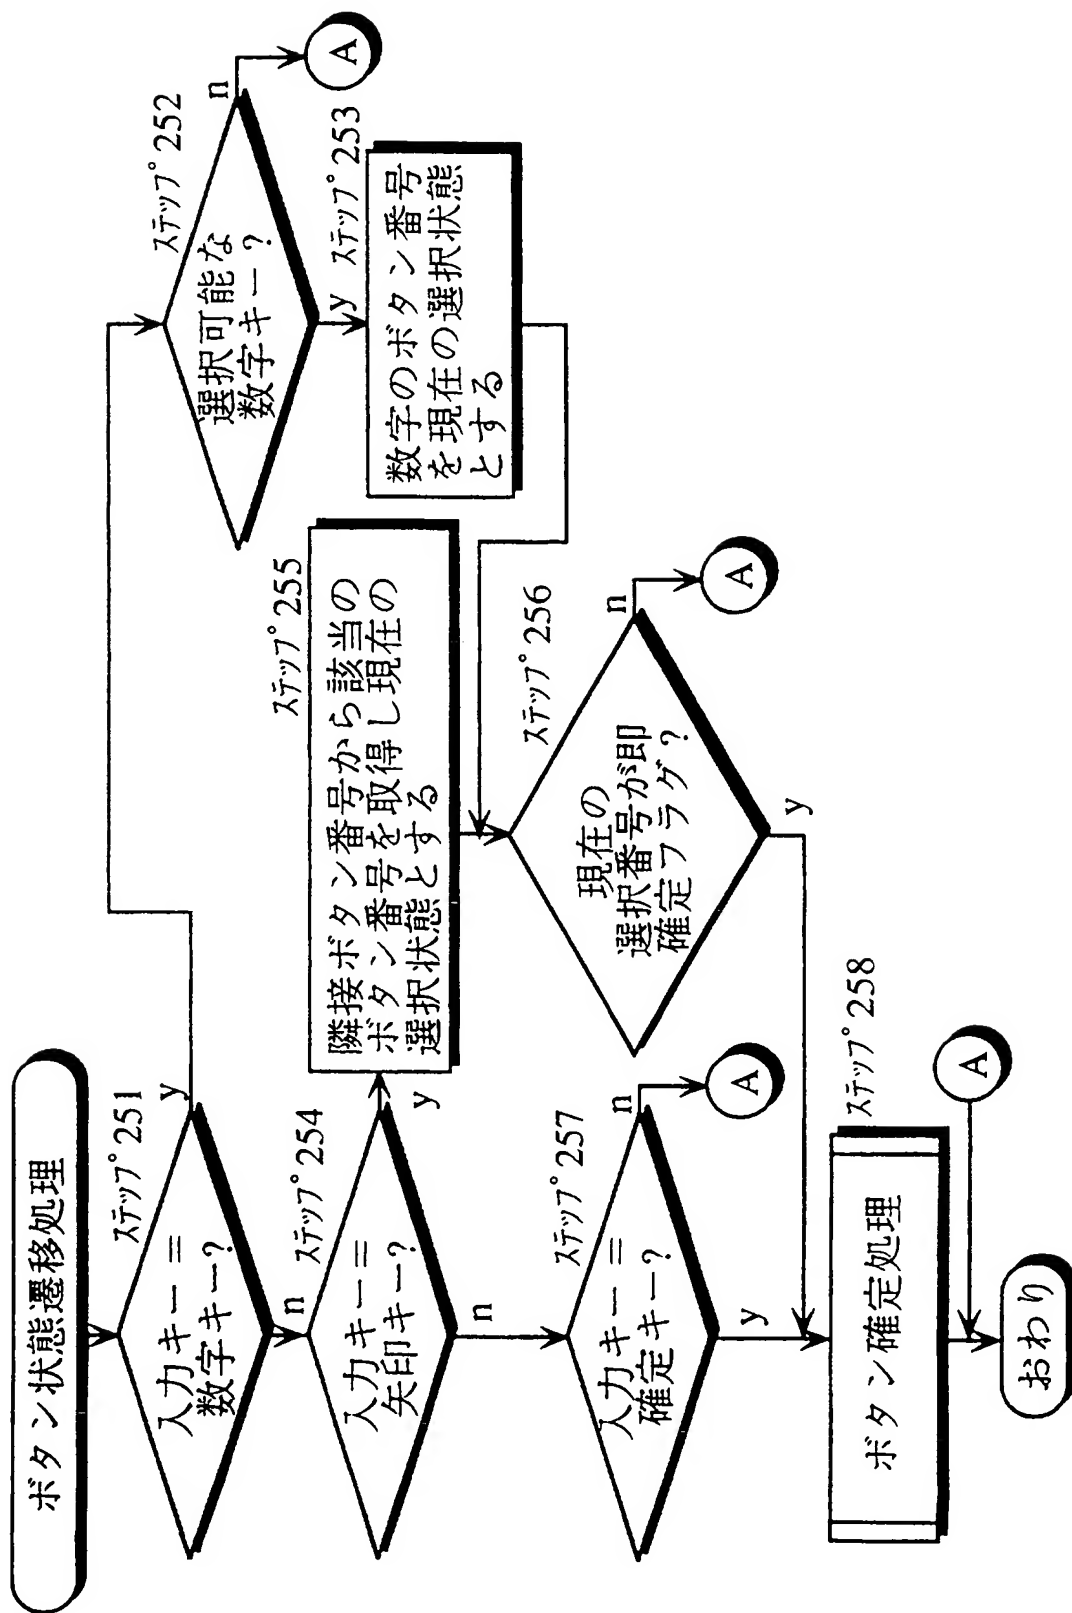 ボタン状態遷移処理
ステップ251
入力キー＝
数字キー？
y
n
ステップ252
選択可能な
数字キー？
n
A
y
ステップ253
数字のボタン番号
を現在の選択状態
とする
ステップ254
入力キー＝
矢印キー？
y
n
ステップ255
隣接ボタン番号から該当の
ボタン番号を取得し現在の
選択状態とする
ステップ256
現在の
選択番号が即
確定フラグ？
n
A
y
ステップ257
入力キー＝
確定キー？
n
A
y
ステップ258
ボタン確定処理
A
おわり